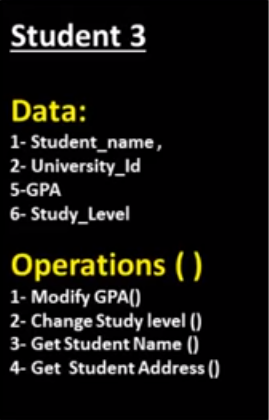 Student 3
Data:
1- Student_name ,
2- University_Id
5-GPA
6- Study_Level
Operations ( )
1- Modify GPA()
2- Change Study level ()
3- Get Student Name ()
4- Get Student Address ()